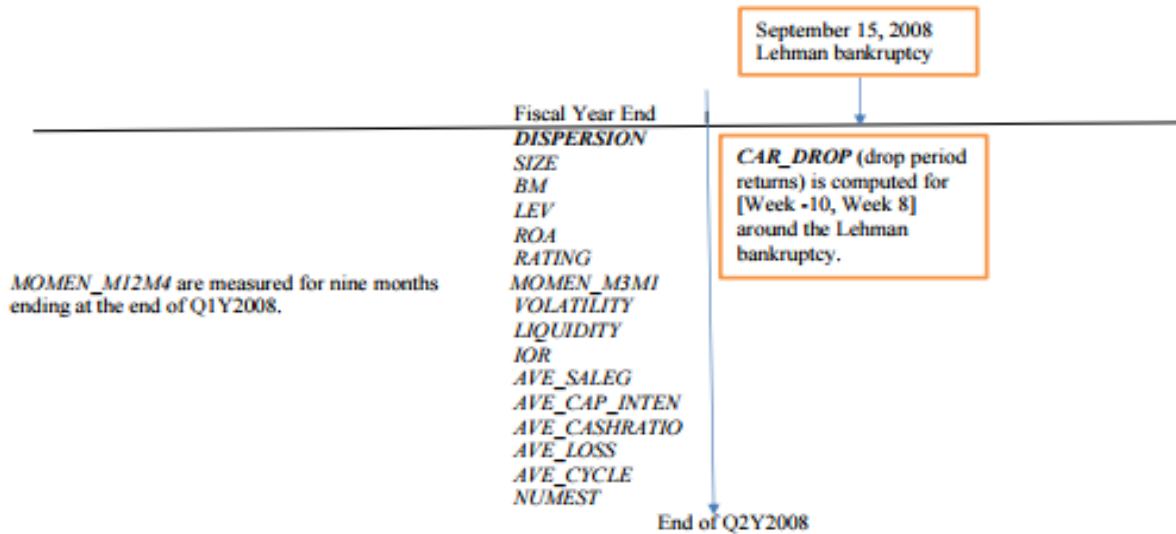 September 15, 2008
Lehman bankruptcy
Fiscal Year End
DISPERSION
SIZE
BM
LEV
ROA
RATING
MOMEN_M3M1
VOLATILITY
LIQUIDITY
IOR
AVE_SALEG
AVE_CAP_INTEN
AVE_CASHRATIO
AVE_LOSS
AVE_CYCLE
NUMEST
CAR_DROP (drop period
returns) is computed for
[Week -10, Week 8]
around the Lehman
bankruptcy.
MOMEN_M12M4 are measured for nine months
ending at the end of Q1Y2008.
End of Q2Y2008